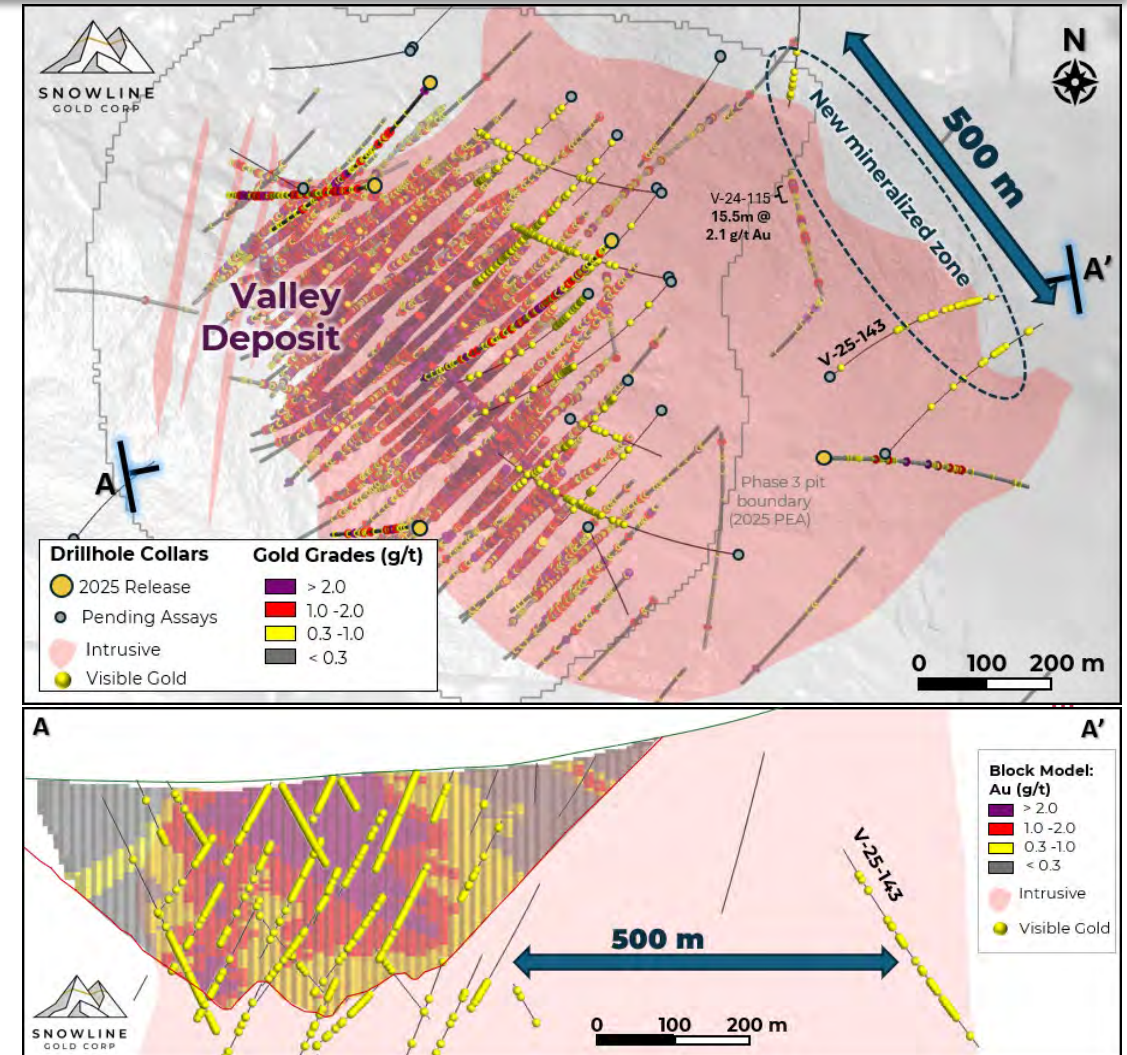 SNOWLINE
GOLD CORP
N
500 m
New mineralized zone
V-24-115
15.5m @
2.1 g/t Au
A'
Valley
Deposit
V-25-143
A
Phase 3 pit
boundary
(2025 PEA)
Drillhole Collars
2025 Release
Pending Assays
Intrusive
Visible Gold
Gold Grades (g/t)
> 2.0
1.0 -2.0
0.3 -1.0
< 0.3
0 100 200 m
A
A'
Block Model:
Au (g/t)
> 2.0
1.0 -2.0
0.3 -1.0
< 0.3
Intrusive
Visible Gold
V-25-143
500 m
SNOWLINE
GOLD CORP
0 100 200 m